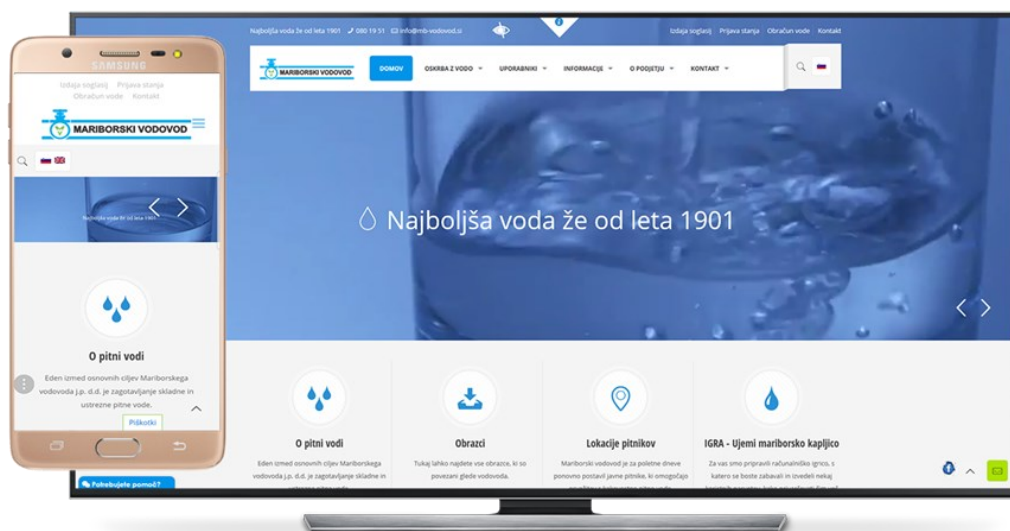 SAMSUNG
Izdaja soglasij Prijava stanja
Obračun vode Kontakt
MARIBORSKI VODOVOD
Najboljša voda že od leta 1901
O pitni vodi
Eden izmed osnovnih ciljev Mariborskega
vodovoda j.p. d.d. je zagotavljanje skladne in
ustrezne pitne vode.
Piškotki
Najboljša voda že od leta 1901 080 19 51 info@mb-vodovod.si
Izdaja soglasij Prijava stanja Obračun vode Kontakt
MARIBORSKI VODOVOD
DOMOV OSKRBA Z VODO UPORABNIKI INFORMACIJE O PODJETJU KONTAKT
Najboljša voda že od leta 1901
O pitni vodi
Eden izmed osnovnih ciljev Mariborskega
vodovoda j.p. d.d. je zagotavljanje skladne in
Obrazci
Tukaj lahko najdete vse obrazce, ki so
povezani glede vodovoda.
Lokacije pitnikov
Mariborski vodovod je za poletne dneve
ponovno postavil javne pitnike, ki omogočajo
IGRA - Ujemi mariborsko kapljico
Za vas smo pripravili računalniško igrico, s
katero se boste zabavali in izvedeli nekaj
Potrebujete pomoč?